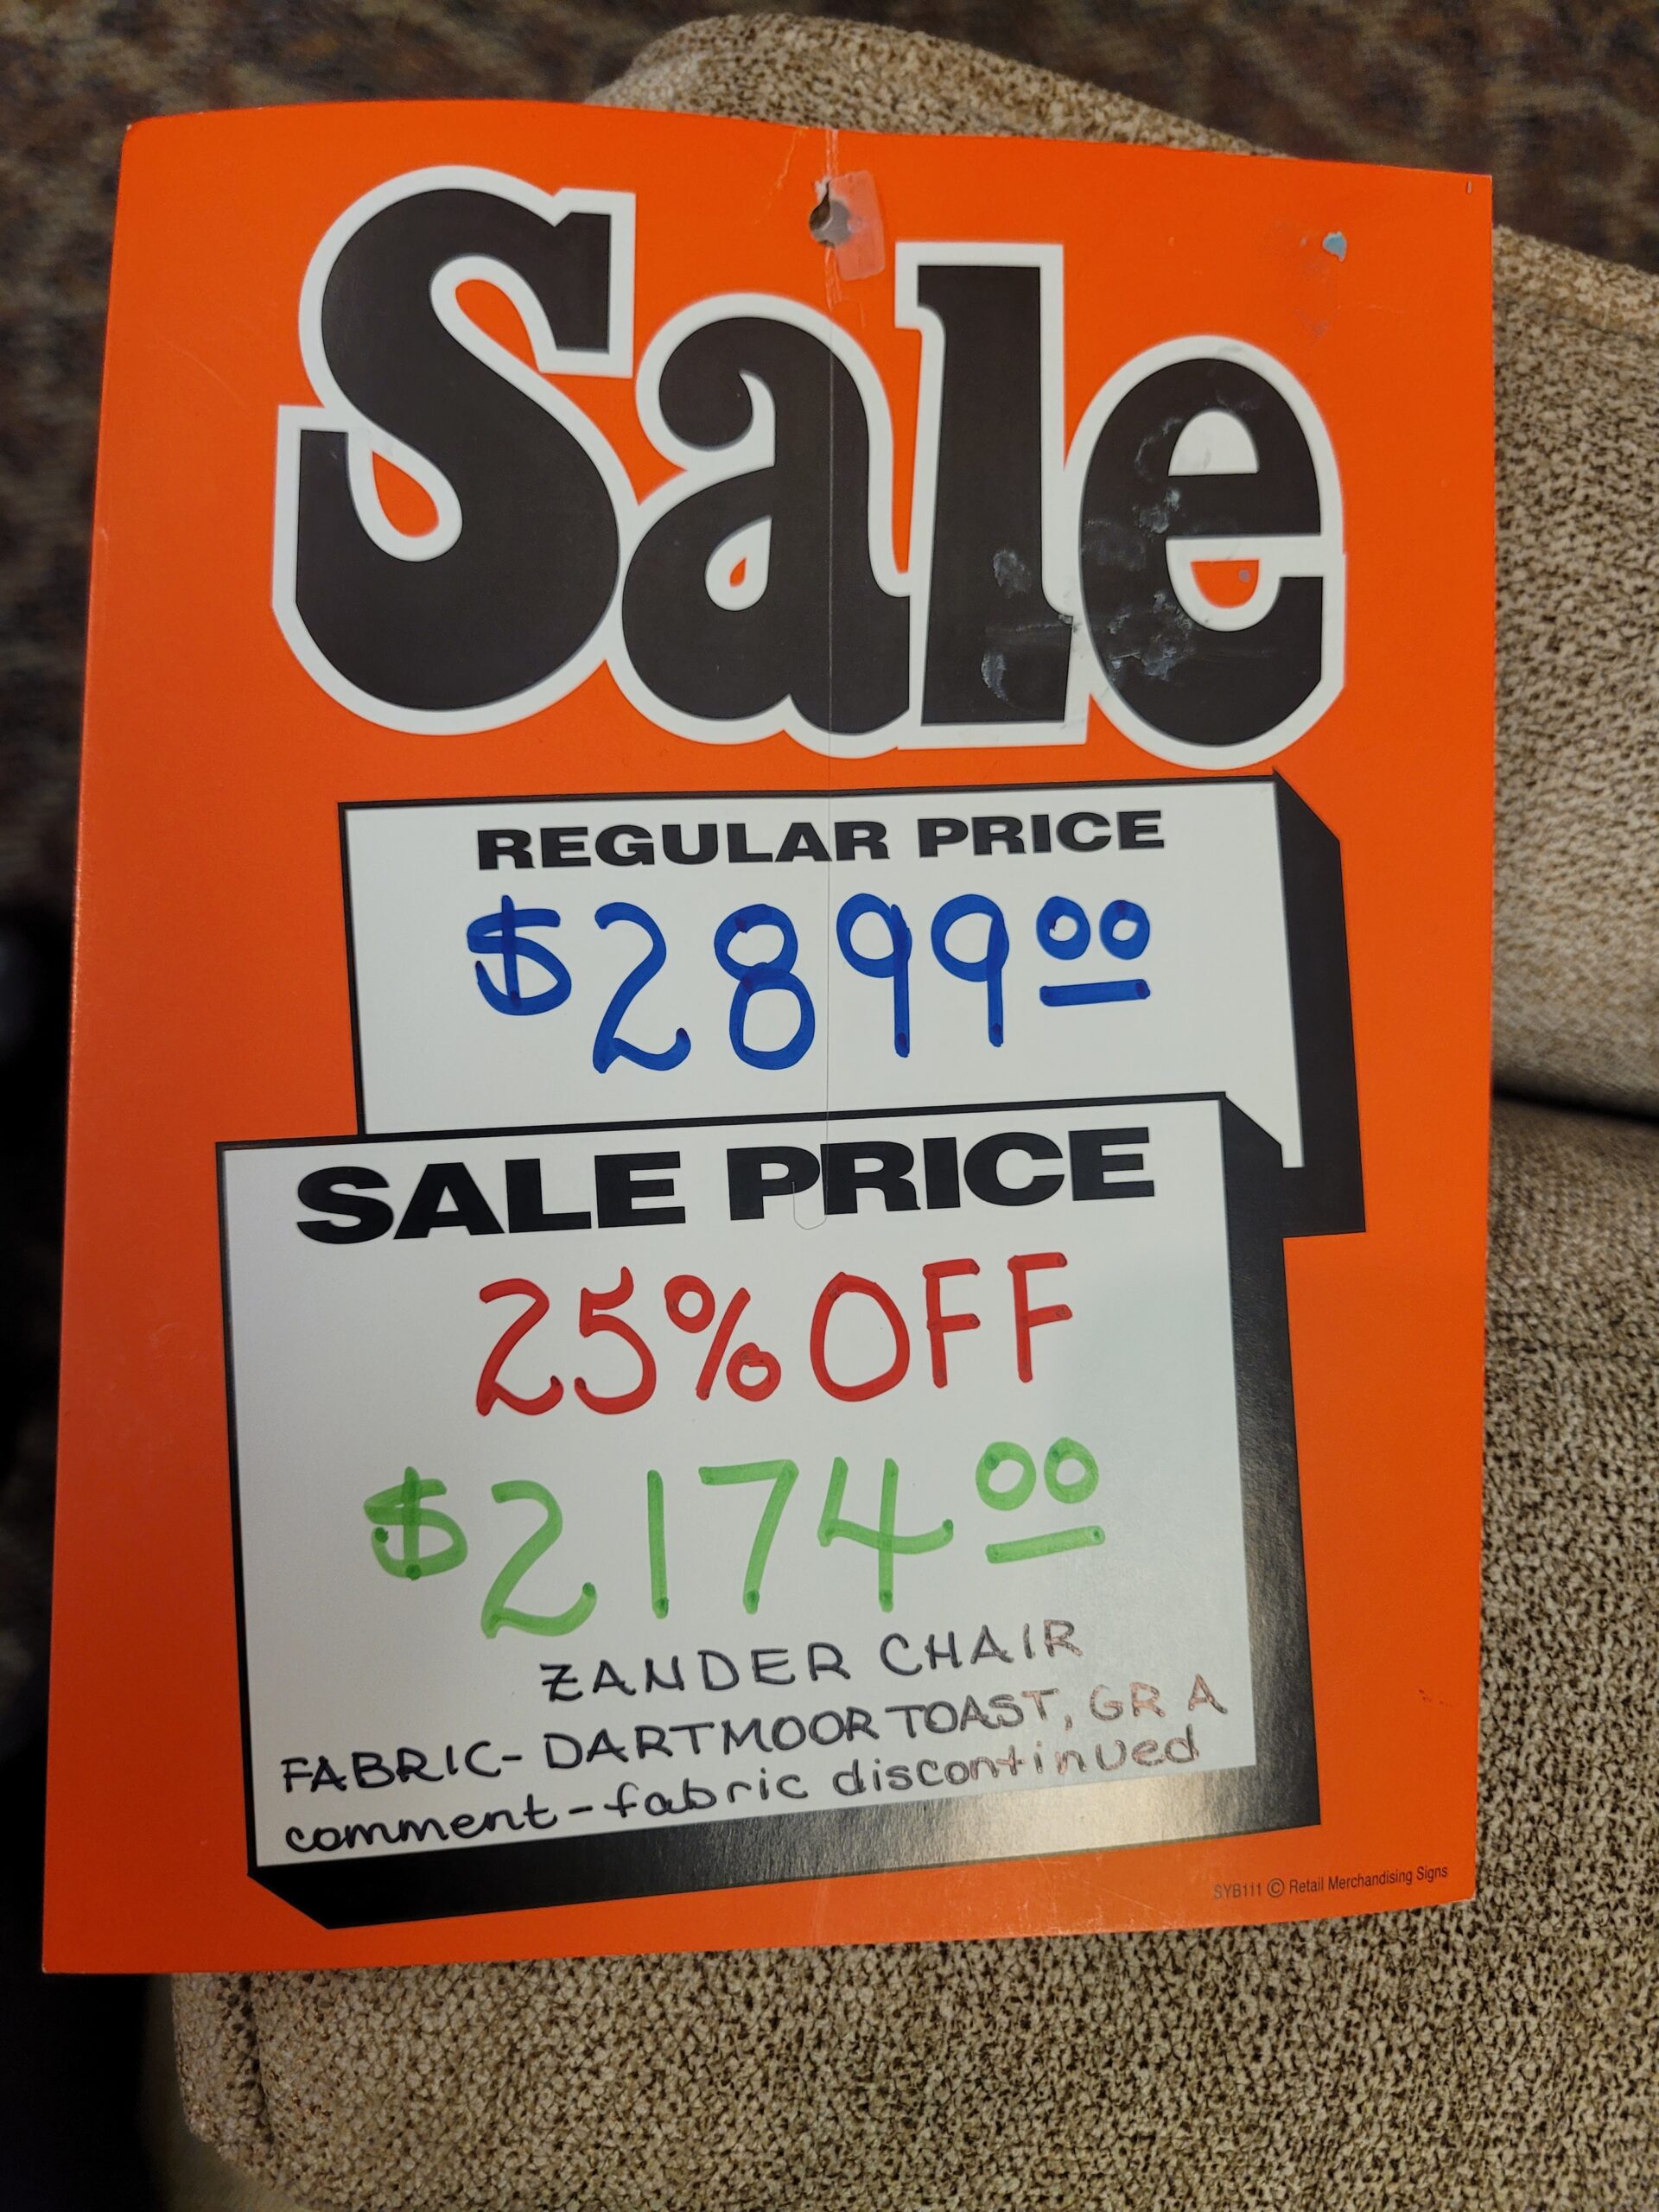 Sale
REGULAR PRICE
$2899.00
SALE PRICE
25% OFF
$2174.00
ZANDER CHAIR
FABRIC- DARTMOOR TOAST, GR A
comment-fabric discontinued
SYB111 © Retail Merchandising Signs